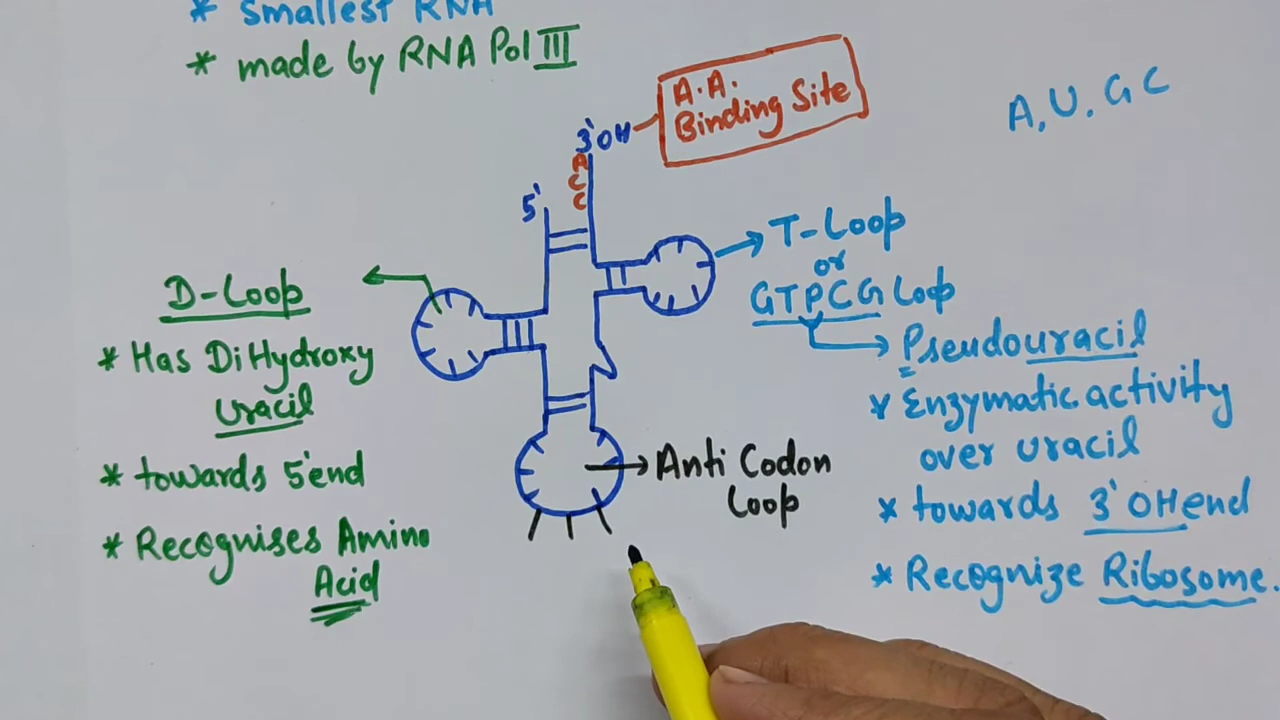 * Smallest RNA
* made by RNA Pol III
A.A.
Binding Site
A, U, G C
3' OH
A
C
C
5'
T-Loop
or
GTPCG Loop
Pseudouracil
* Enzymatic activity
over uracil
* towards 3' OH end
* Recognize Ribosome.
D-Loop
* Has DiHydroxy
Uracil
* towards 5' end
* Recognises Amino
Acid
Anti Codon
Loop